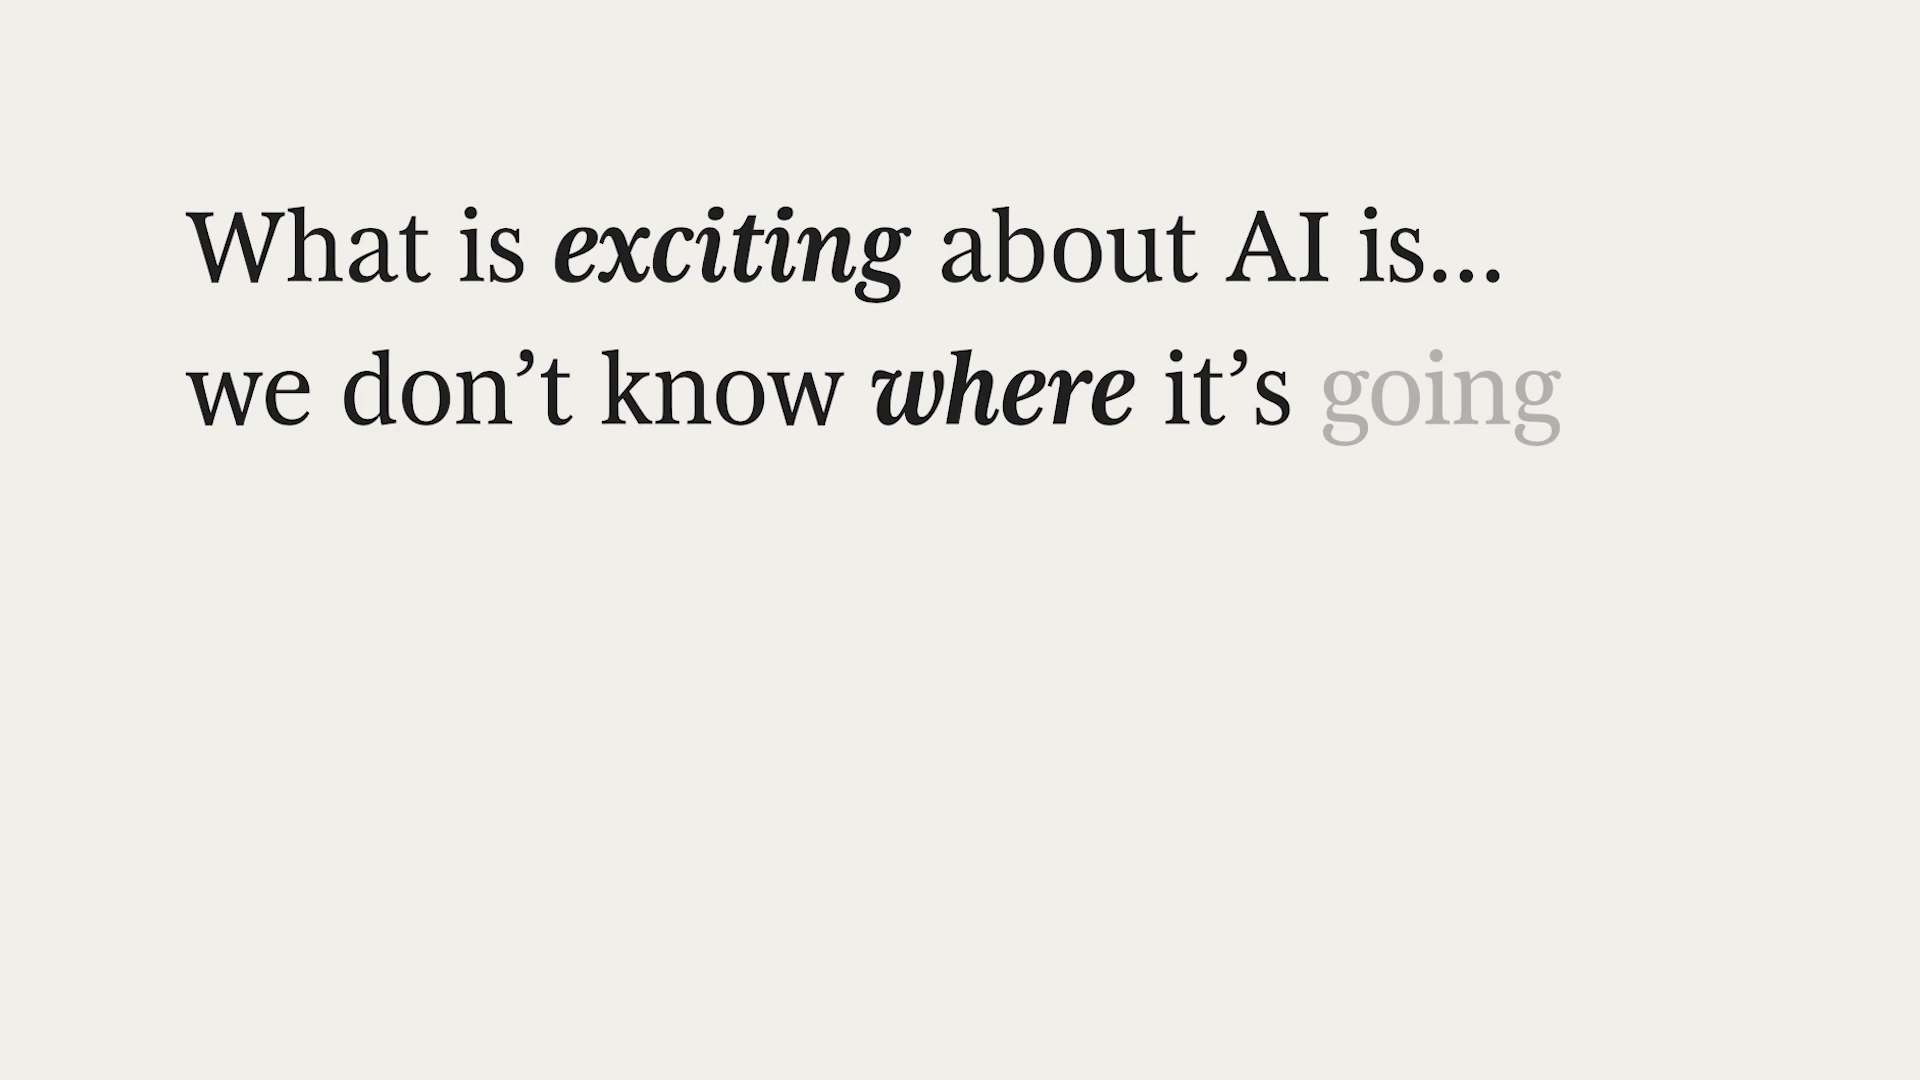 What is exciting about AI is...
we don’t know where it’s going